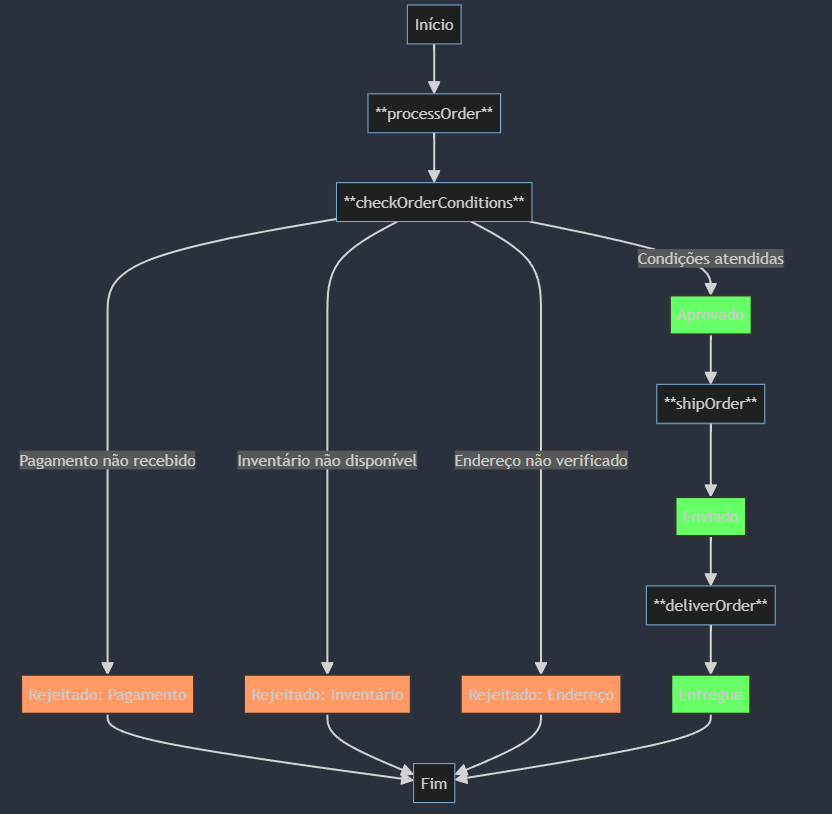 Início
**processOrder**
**checkOrderConditions**
Condições atendidas
Aprovado
**shipOrder**
Pagamento não recebido
Inventário não disponível
Endereço não verificado
Enviado
**deliverOrder**
Rejeitado: Pagamento
Rejeitado: Inventário
Rejeitado: Endereço
Entregue
Fim